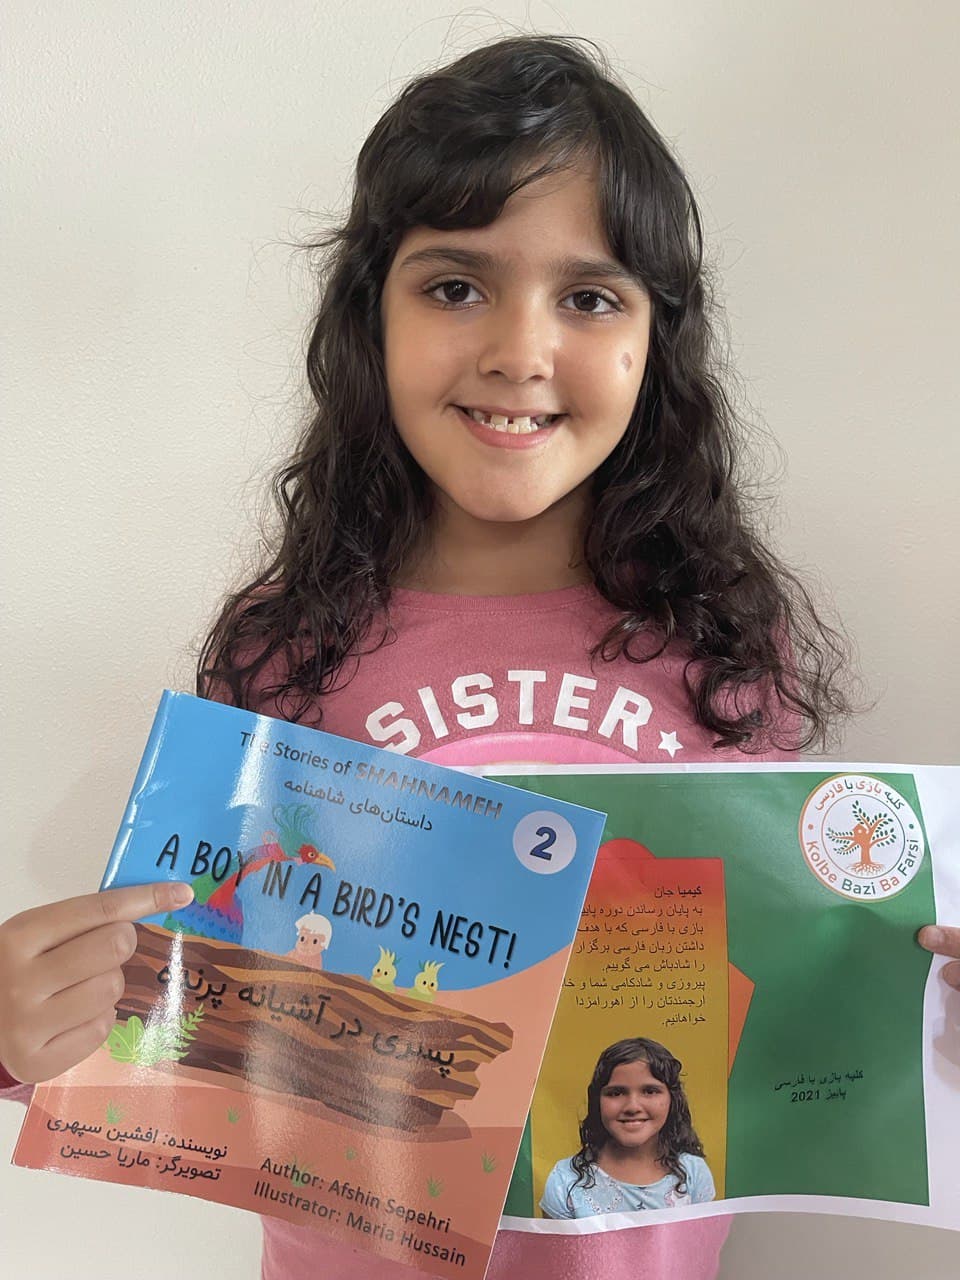 SISTER
The Stories of SHAHNAMEH
داستان‌های شاهنامه
2
A BOY IN A BIRD'S NEST!
پسری در آشیانه پرنده
نویسنده: افشین سپهری
تصویرگر: ماریا حسین
Author: Afshin Sepehri
Illustrator: Maria Hussain
کلبه بازی با فارسی
Kolbe Bazi Ba Farsi
کیمیا جان
به پایان رساندن دوره
بازی با فارسی که با هدف
داشتن زبان فارسی برگزار
را شادباش می گوییم.
پیروزی و شادکامی شما و
ارجمندتان را از اهورامزدا
خواهانیم.
کلبه بازی با فارسی
پاییز 2021